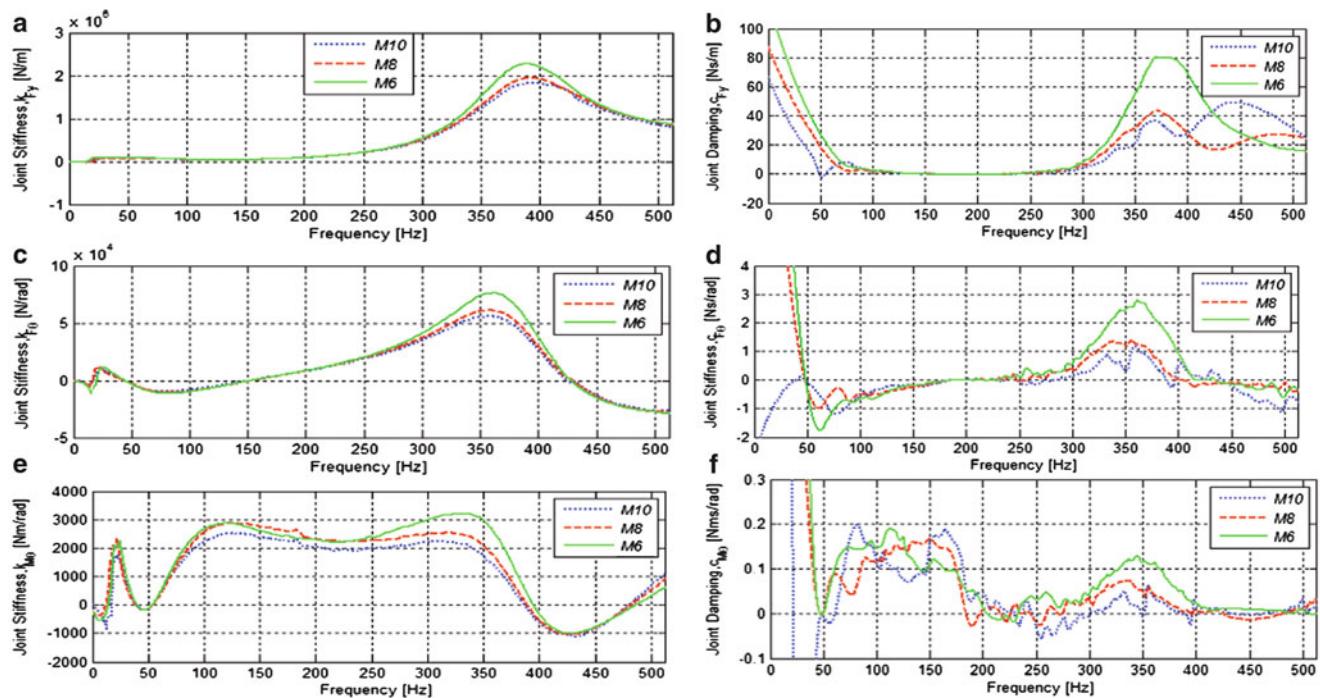 a
× 10⁶
Joint Stiffness,k_Fy [N/m]
3
2
1
0
-1
M10
M8
M6
0 50 100 150 200 250 300 350 400 450 500
Frequency [Hz]
b
Joint Damping,c_Fy [Ns/m]
100
80
60
40
20
0
-20
M10
M8
M6
0 50 100 150 200 250 300 350 400 450 500
Frequency [Hz]
c
× 10⁴
Joint Stiffness,k_Fθ [N/rad]
10
5
0
-5
M10
M8
M6
0 50 100 150 200 250 300 350 400 450 500
Frequency [Hz]
d
Joint Stiffness,c_Fθ [Ns/rad]
4
3
2
1
0
-1
-2
M10
M8
M6
0 50 100 150 200 250 300 350 400 450 500
Frequency [Hz]
e
Joint Stiffness,k_Mθ [Nm/rad]
4000
3000
2000
1000
0
-1000
-2000
M10
M8
M6
0 50 100 150 200 250 300 350 400 450 500
Frequency [Hz]
f
Joint Damping,c_Mθ [Nms/rad]
0.3
0.2
0.1
0
-0.1
M10
M8
M6
0 50 100 150 200 250 300 350 400 450 500
Frequency [Hz]